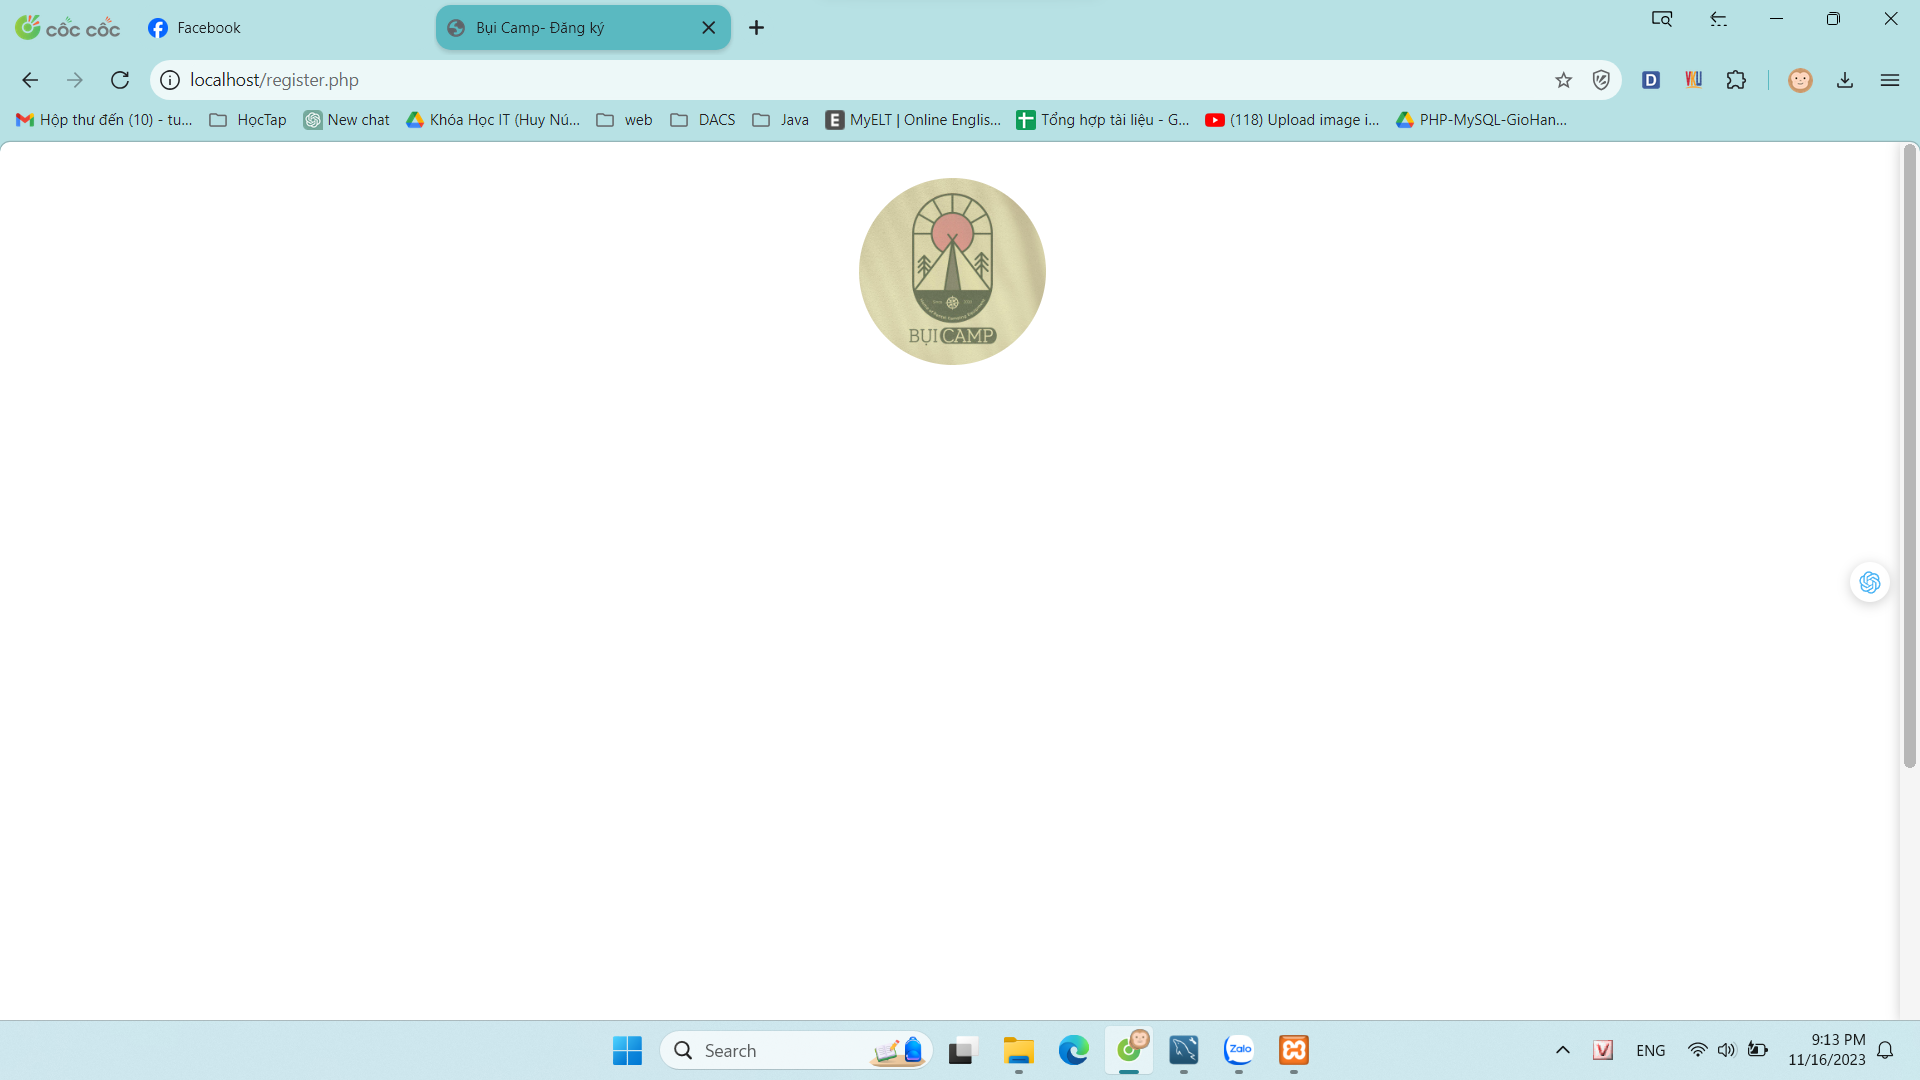 cốc cốc
Facebook
Bụi Camp- Đăng ký
localhost/register.php
Hộp thư đến (10) - tu...
HọcTap
New chat
Khóa Học IT (Huy Nú...
web
DACS
Java
MyELT | Online Englis...
Tổng hợp tài liệu - G...
(118) Upload image i...
PHP-MySQL-GioHan...
BỤI CAMP
Search
Zalo
ENG
9:13 PM
11/16/2023